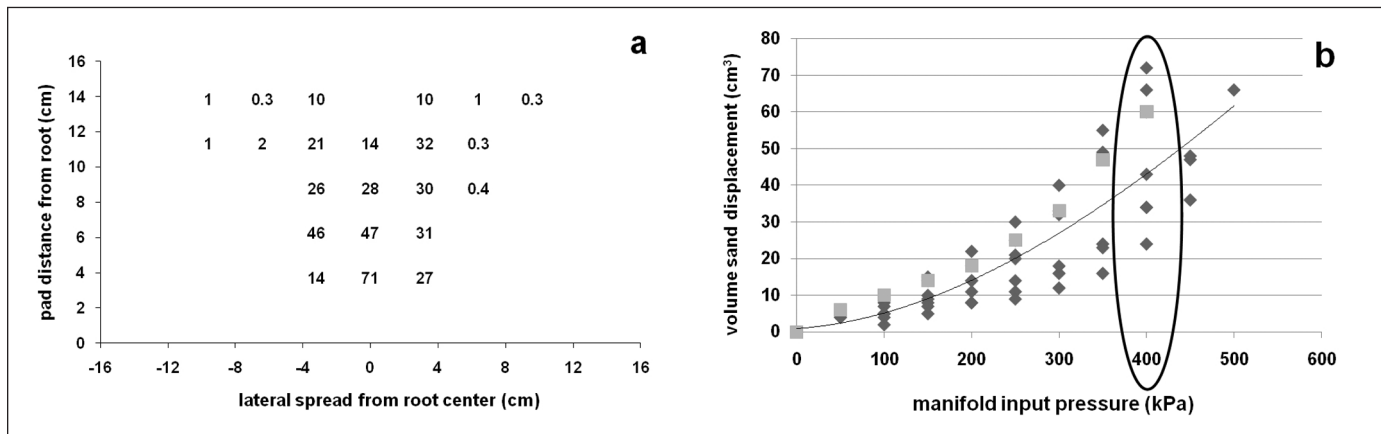 a
pad distance from root (cm)
16
14
12
10
8
6
4
2
0
1 0.3 10 10 1 0.3
1 2 21 14 32 0.3
26 28 30 0.4
46 47 31
14 71 27
-16 -12 -8 -4 0 4 8 12 16
lateral spread from root center (cm)
b
volume sand displacement (cm³)
80
70
60
50
40
30
20
10
0
0 100 200 300 400 500 600
manifold input pressure (kPa)